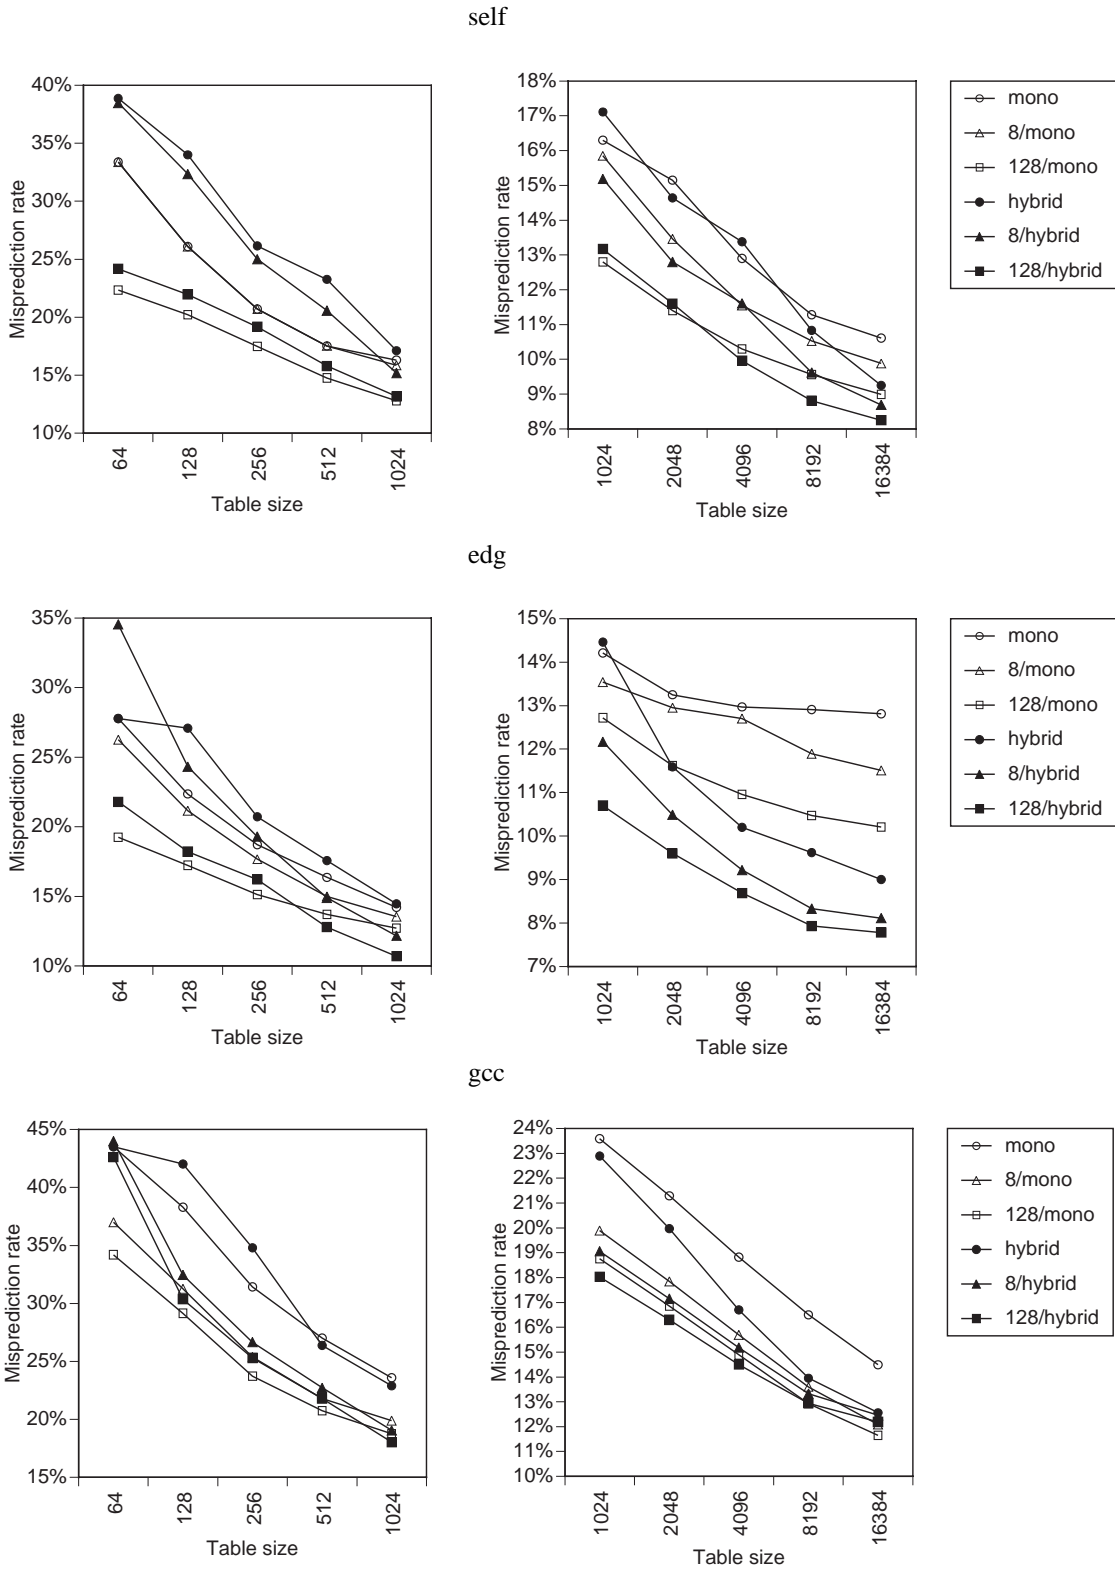 self
40%
35%
30%
25%
20%
15%
10%
Misprediction rate
64
128
256
512
1024
Table size
18%
17%
16%
15%
14%
13%
12%
11%
10%
9%
8%
Misprediction rate
1024
2048
4096
8192
16384
Table size
mono
8/mono
128/mono
hybrid
8/hybrid
128/hybrid
edg
35%
30%
25%
20%
15%
10%
Misprediction rate
64
128
256
512
1024
Table size
15%
14%
13%
12%
11%
10%
9%
8%
7%
Misprediction rate
1024
2048
4096
8192
16384
Table size
mono
8/mono
128/mono
hybrid
8/hybrid
128/hybrid
gcc
45%
40%
35%
30%
25%
20%
15%
Misprediction rate
64
128
256
512
1024
Table size
24%
23%
22%
21%
20%
19%
18%
17%
16%
15%
14%
13%
12%
11%
10%
Misprediction rate
1024
2048
4096
8192
16384
Table size
mono
8/mono
128/mono
hybrid
8/hybrid
128/hybrid